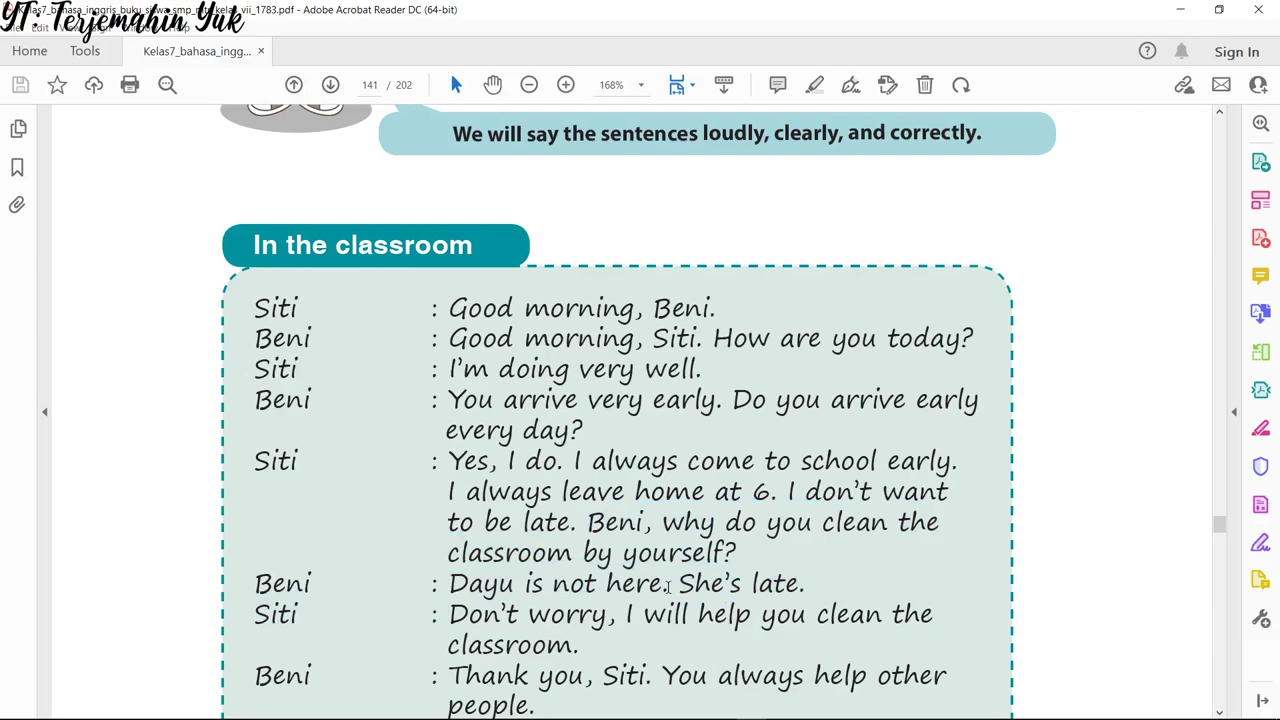 YT: Terjemahin Yuk
Kelas7_bahasa_inggris_buku_siswa_smp_mts_kelas_vii_1783.pdf - Adobe Acrobat Reader DC (64-bit)
Home Tools Kelas7_bahasa_ingg... × Sign In
141 / 202 168%
We will say the sentences loudly, clearly, and correctly.
In the classroom
Siti : Good morning, Beni.
Beni : Good morning, Siti. How are you today?
Siti : I'm doing very well.
Beni : You arrive very early. Do you arrive early
every day?
Siti : Yes, I do. I always come to school early.
I always leave home at 6. I don't want
to be late. Beni, why do you clean the
classroom by yourself?
Beni : Dayu is not here. She's late.
Siti : Don't worry, I will help you clean the
classroom.
Beni : Thank you, Siti. You always help other
people.